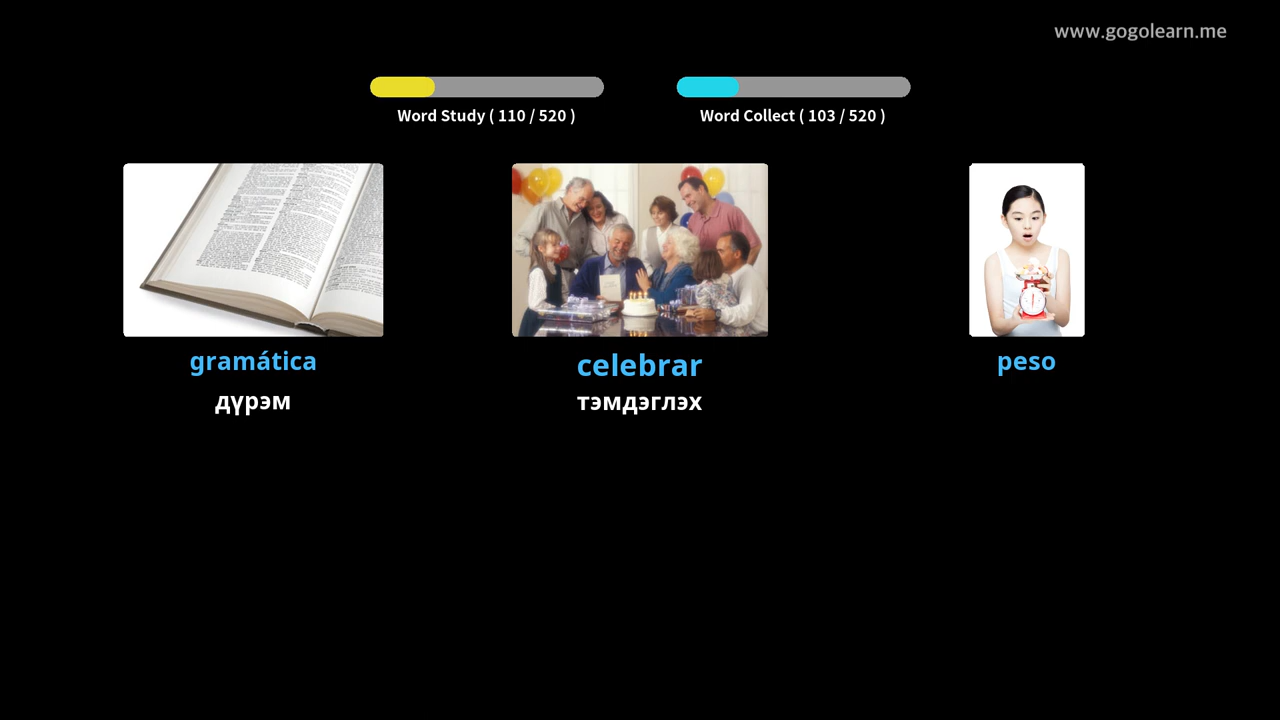 www.gogolearn.me
Word Study ( 110 / 520 )
Word Collect ( 103 / 520 )
gramática
celebrar
peso
дүрэм
тэмдэглэх